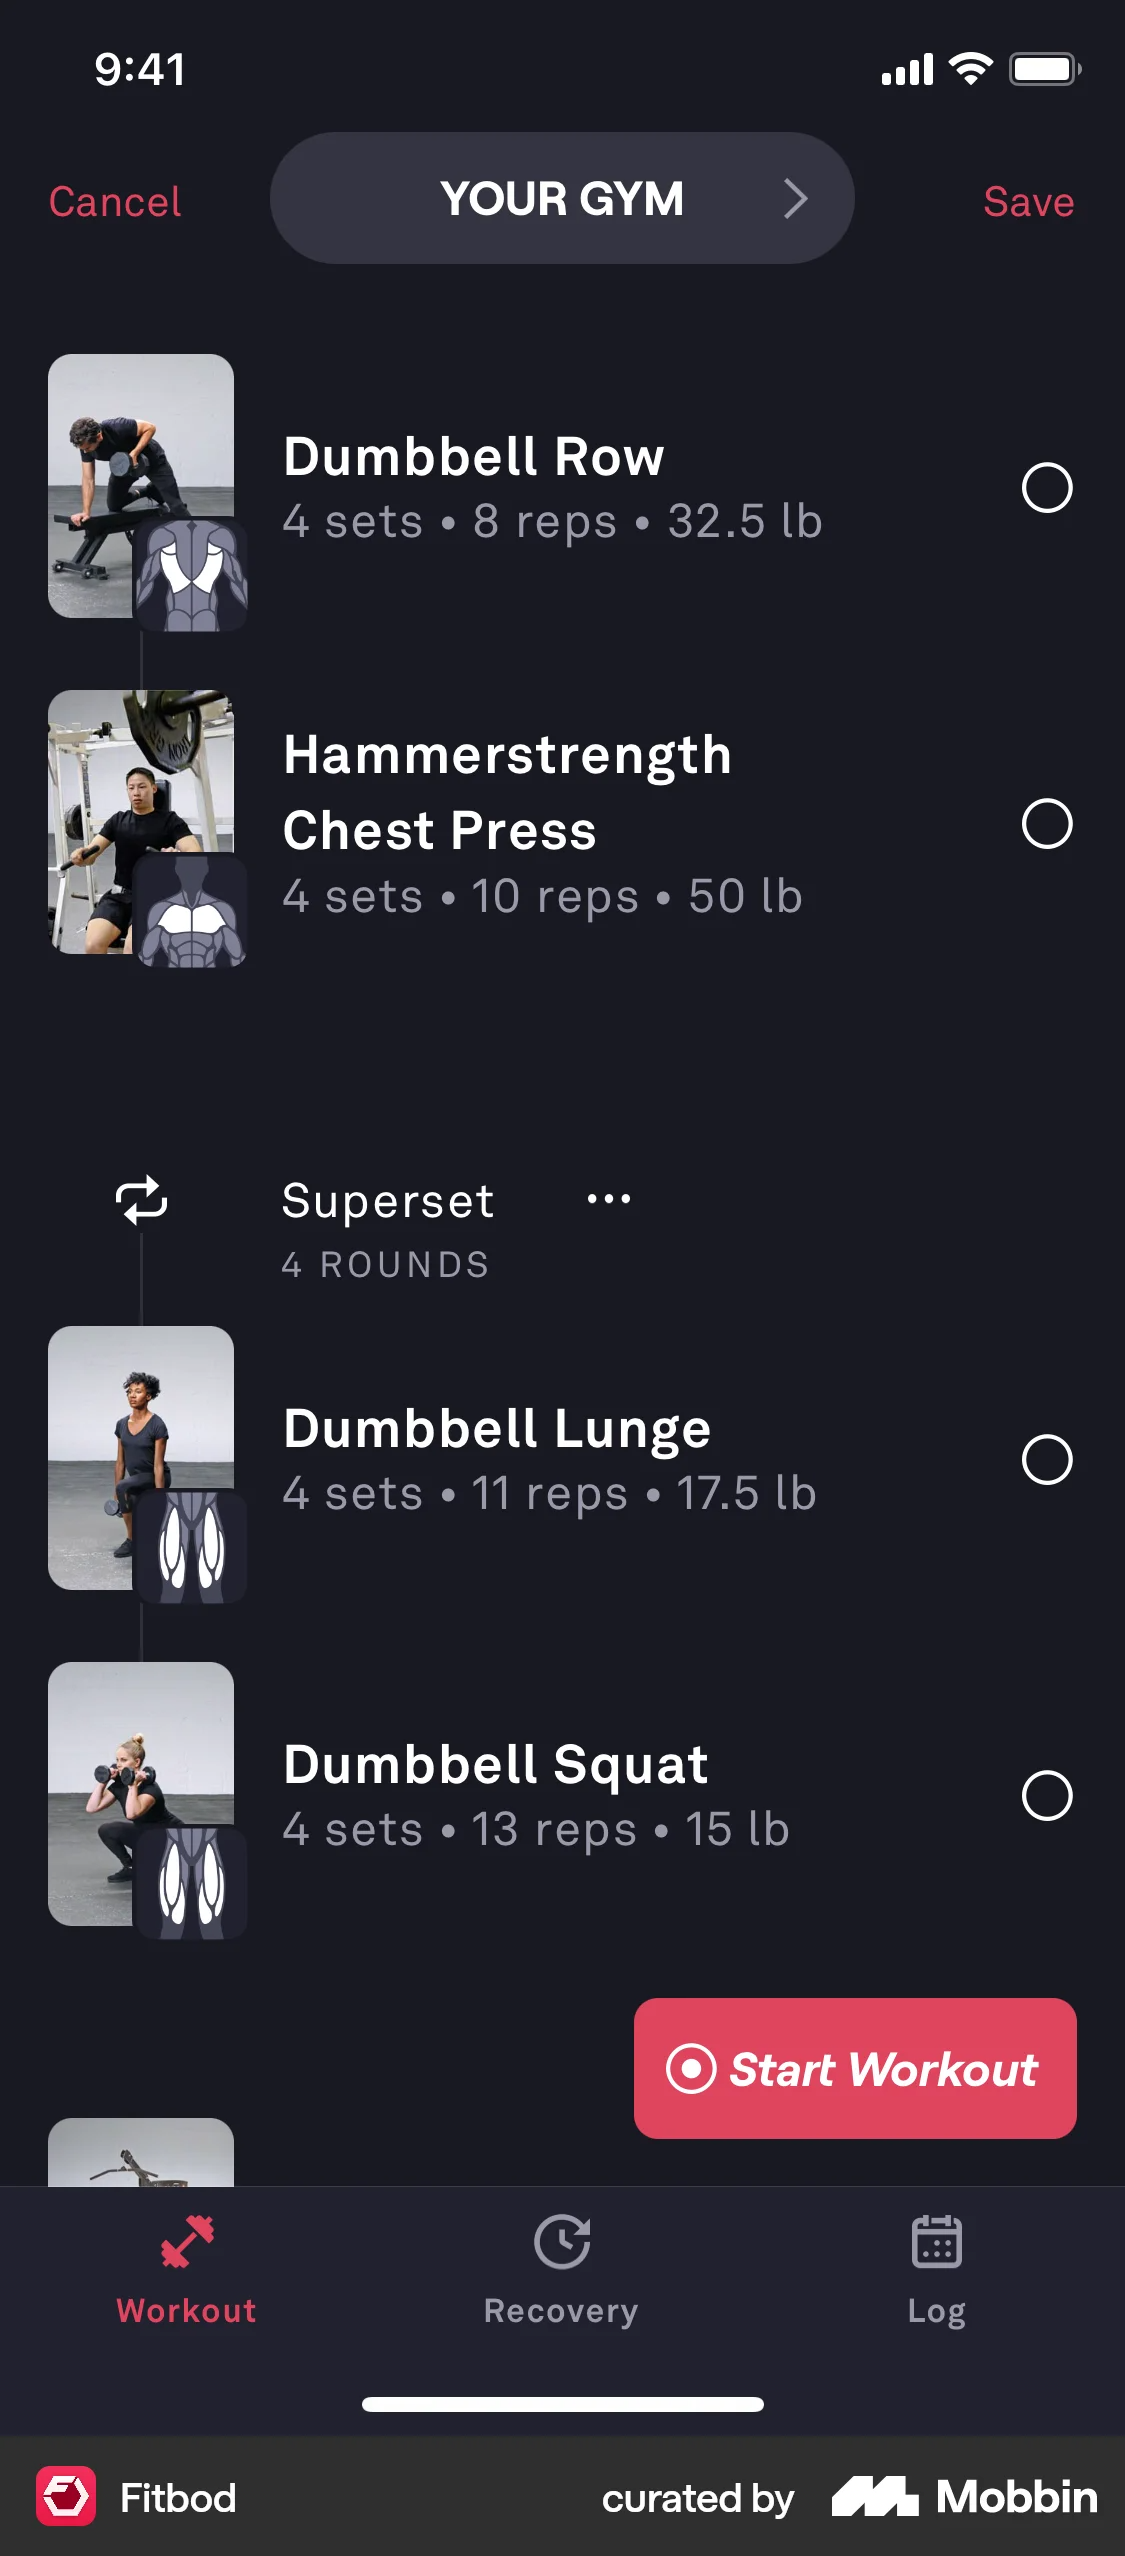 9:41
Cancel
YOUR GYM
Save
Dumbbell Row
4 sets • 8 reps • 32.5 lb
Hammerstrength
Chest Press
4 sets • 10 reps • 50 lb
Superset
4 ROUNDS
Dumbbell Lunge
4 sets • 11 reps • 17.5 lb
Dumbbell Squat
4 sets • 13 reps • 15 lb
Start Workout
Workout
Recovery
Log
Fitbod
curated by
Mobbin